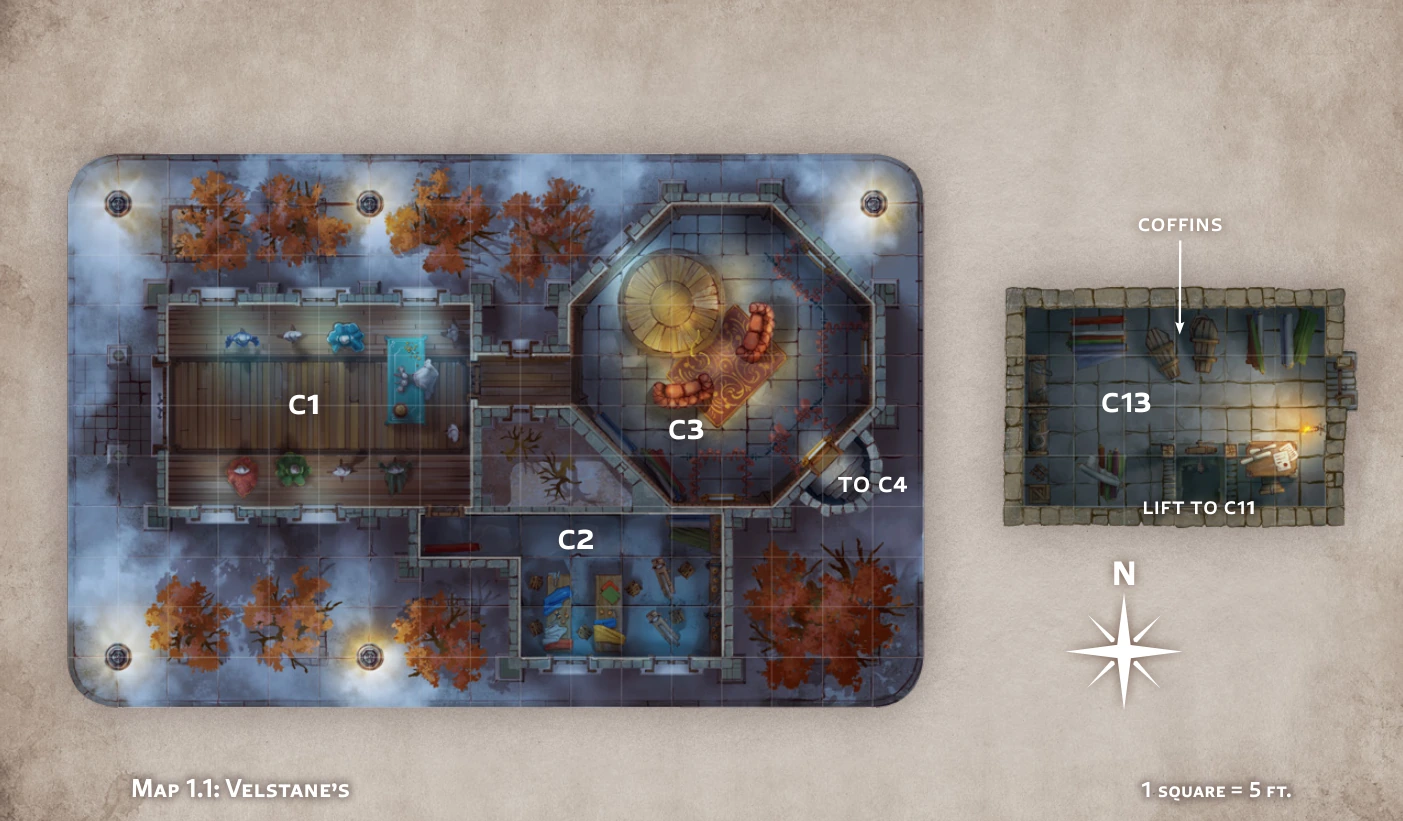 COFFINS
C1
C13
C3
TO C4
LIFT TO C11
C2
N
Map 1.1: Velstane's
1 square = 5 ft.